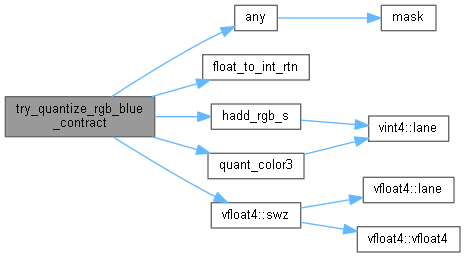 try_quantize_rgb_blue
_contract
any
mask
float_to_int_rtn
hadd_rgb_s
vint4::lane
quant_color3
vfloat4::swz
vfloat4::lane
vfloat4::vfloat4